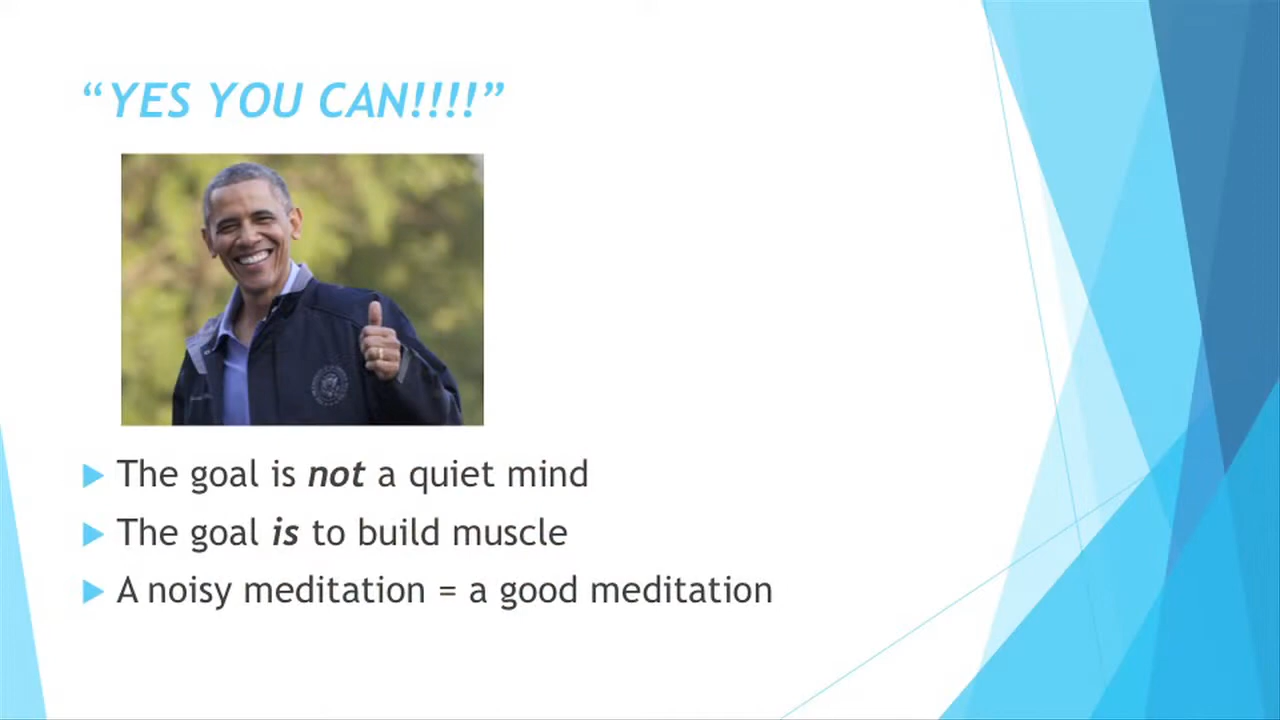 “YES YOU CAN!!!!”
The goal is not a quiet mind
The goal is to build muscle
A noisy meditation = a good meditation